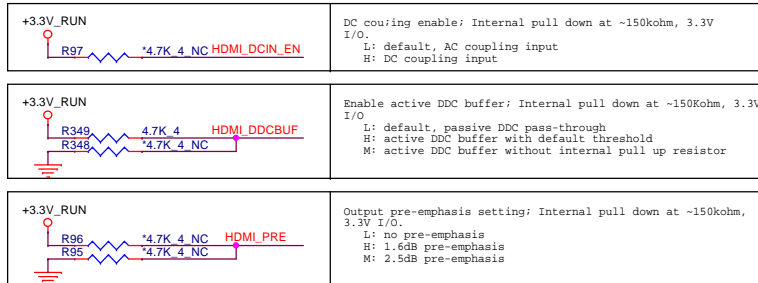 +3.3V_RUN
R97 *4.7K_4_NC HDMI_DCIN_EN
DC cou;ing enable; Internal pull down at ~150kohm, 3.3V
I/O.
L: default, AC coupling input
H: DC coupling input
+3.3V_RUN
R349 4.7K_4 HDMI_DDCBUF
R348 *4.7K_4_NC
Enable active DDC buffer; Internal pull down at ~150Kohm, 3.3V
I/O
L: default, passive DDC pass-through
H: active DDC buffer with default threshold
M: active DDC buffer without internal pull up resistor
+3.3V_RUN
R96 *4.7K_4_NC HDMI_PRE
R95 *4.7K_4_NC
Output pre-emphasis setting; Internal pull down at ~150kohm,
3.3V I/O.
L: no pre-emphasis
H: 1.6dB pre-emphasis
M: 2.5dB pre-emphasis